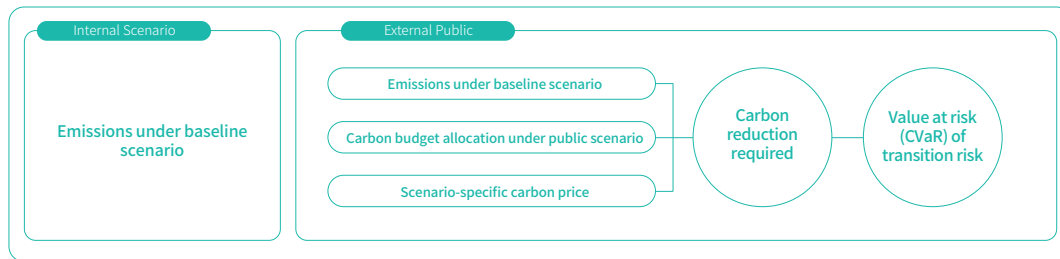 Internal Scenario
Emissions under baseline
scenario
External Public
Emissions under baseline scenario
Carbon budget allocation under public scenario
Scenario-specific carbon price
Carbon
reduction
required
Value at risk
(CVaR) of
transition risk